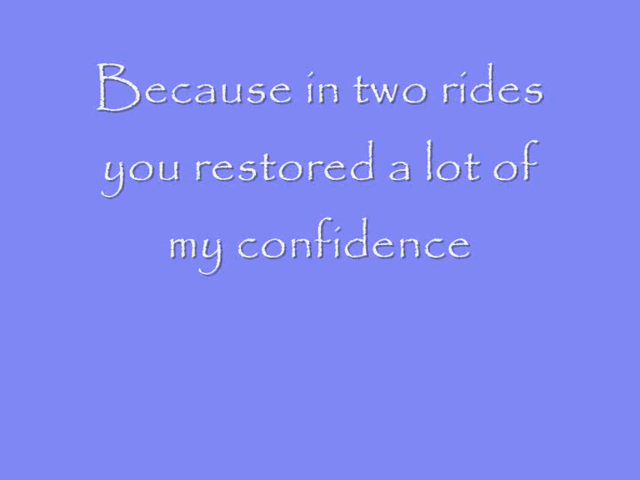 Because in two rides
you restored a lot of
my confidence